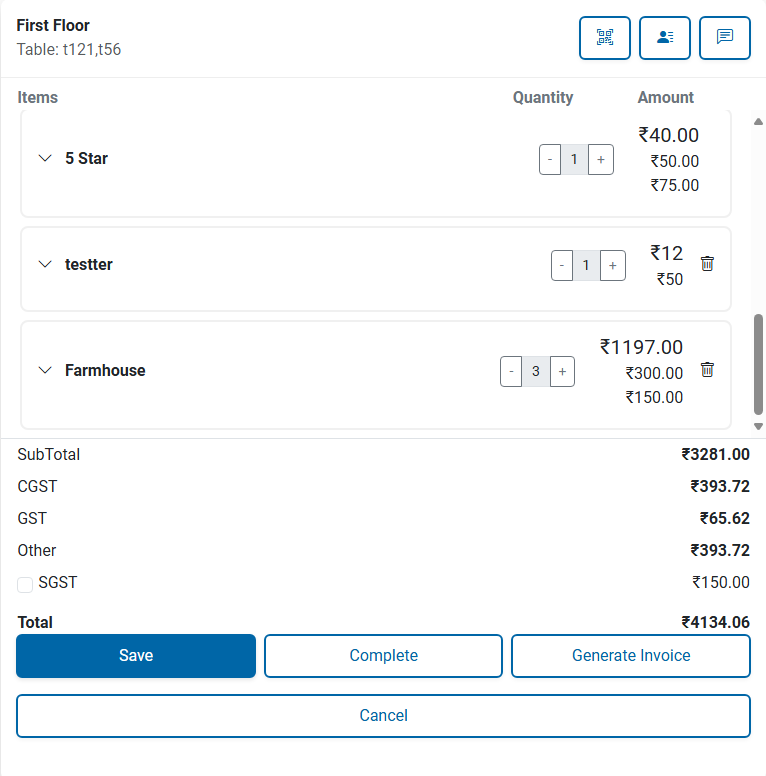 First Floor
Table: t121,t56
Items Quantity Amount
5 Star - 1 + ₹40.00
₹50.00
₹75.00
testter - 1 + ₹12
₹50
Farmhouse - 3 + ₹1197.00
₹300.00
₹150.00
SubTotal ₹3281.00
CGST ₹393.72
GST ₹65.62
Other ₹393.72
SGST ₹150.00
Total ₹4134.06
Save Complete Generate Invoice
Cancel